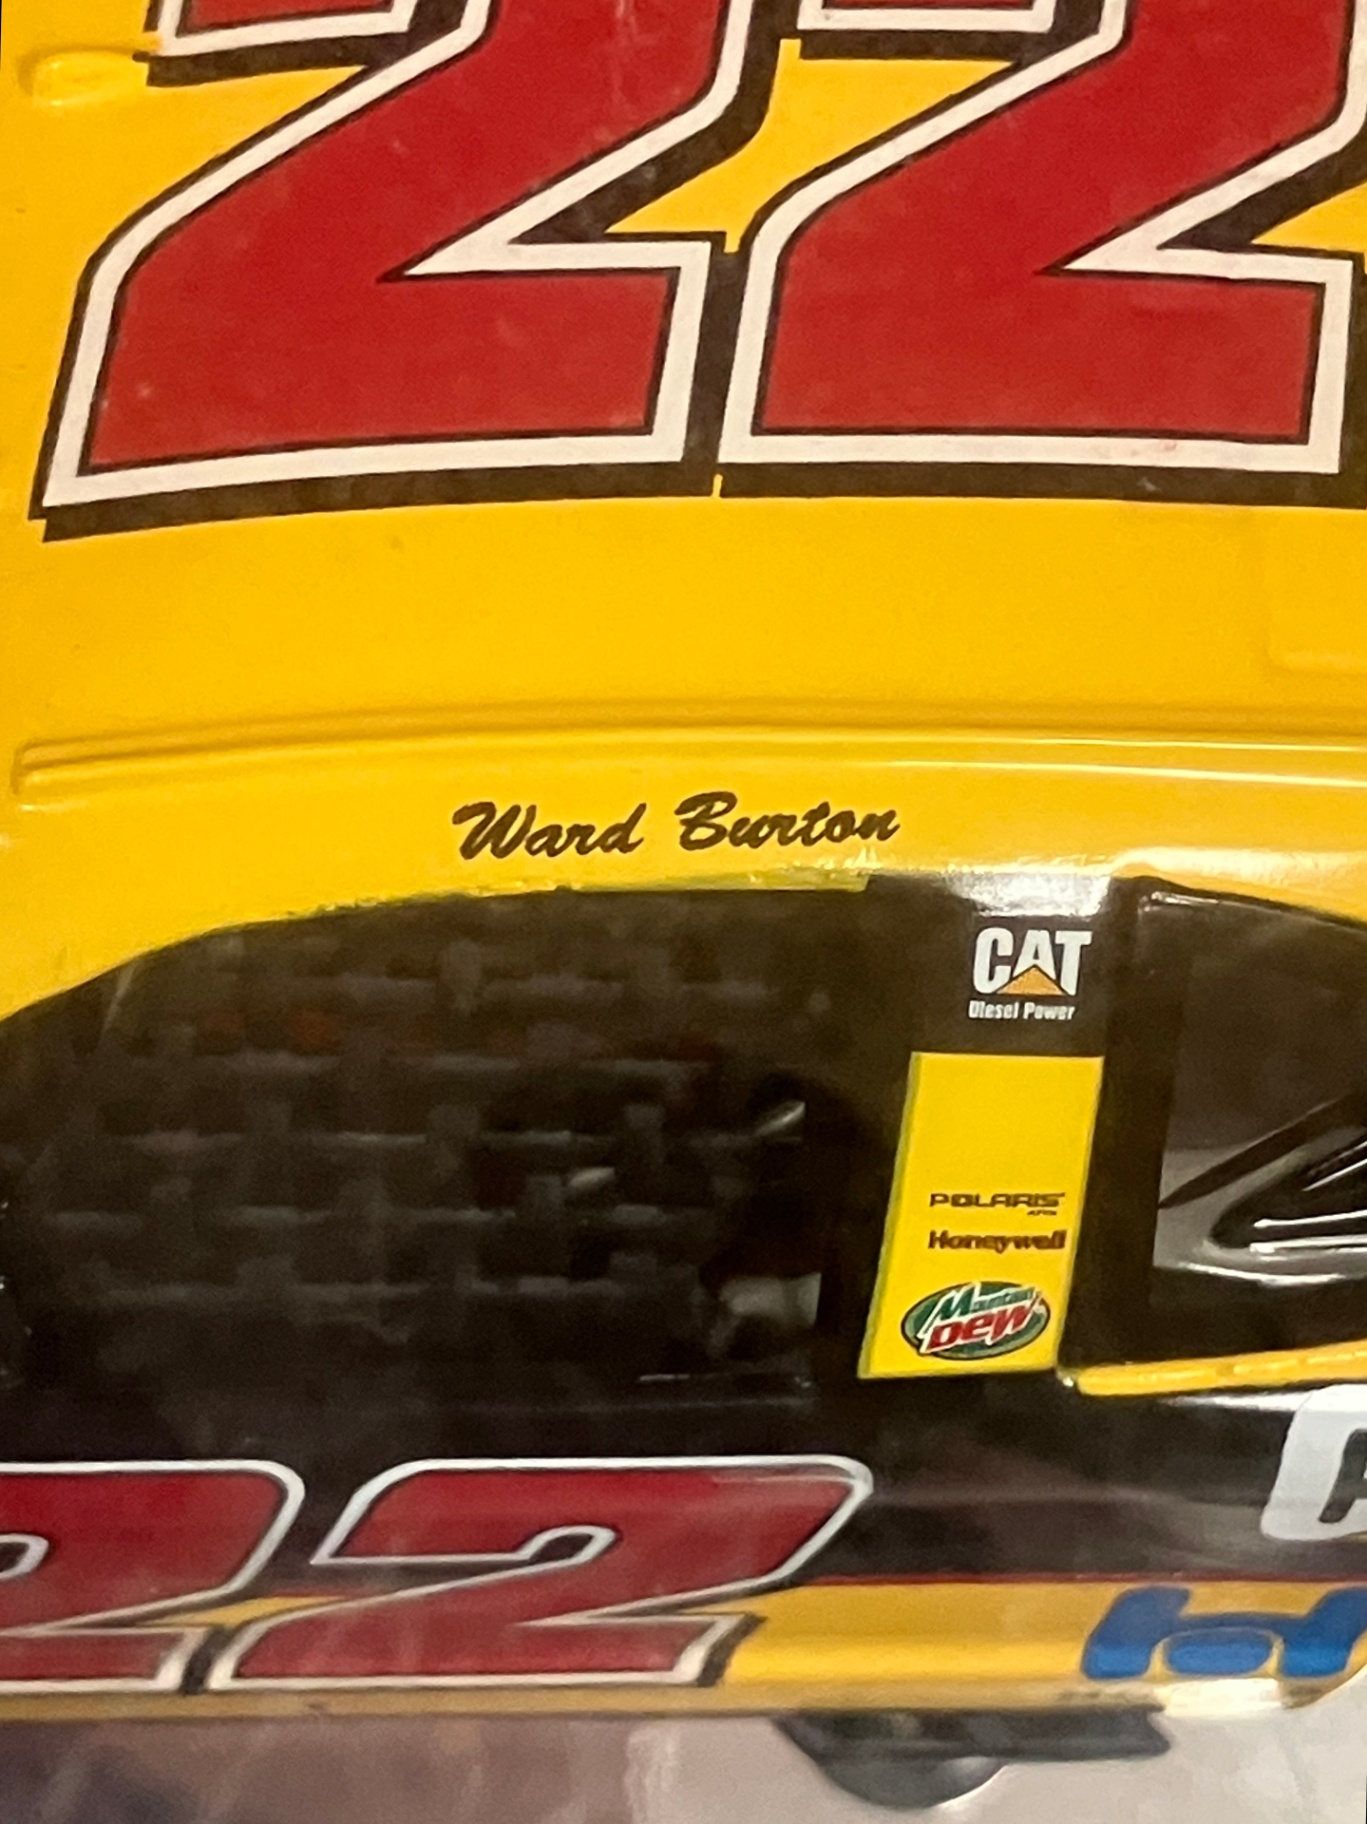 22
Ward Burton
CAT
Diesel Power
POLARIS
Honeywell
Mountain
Dew
22
C